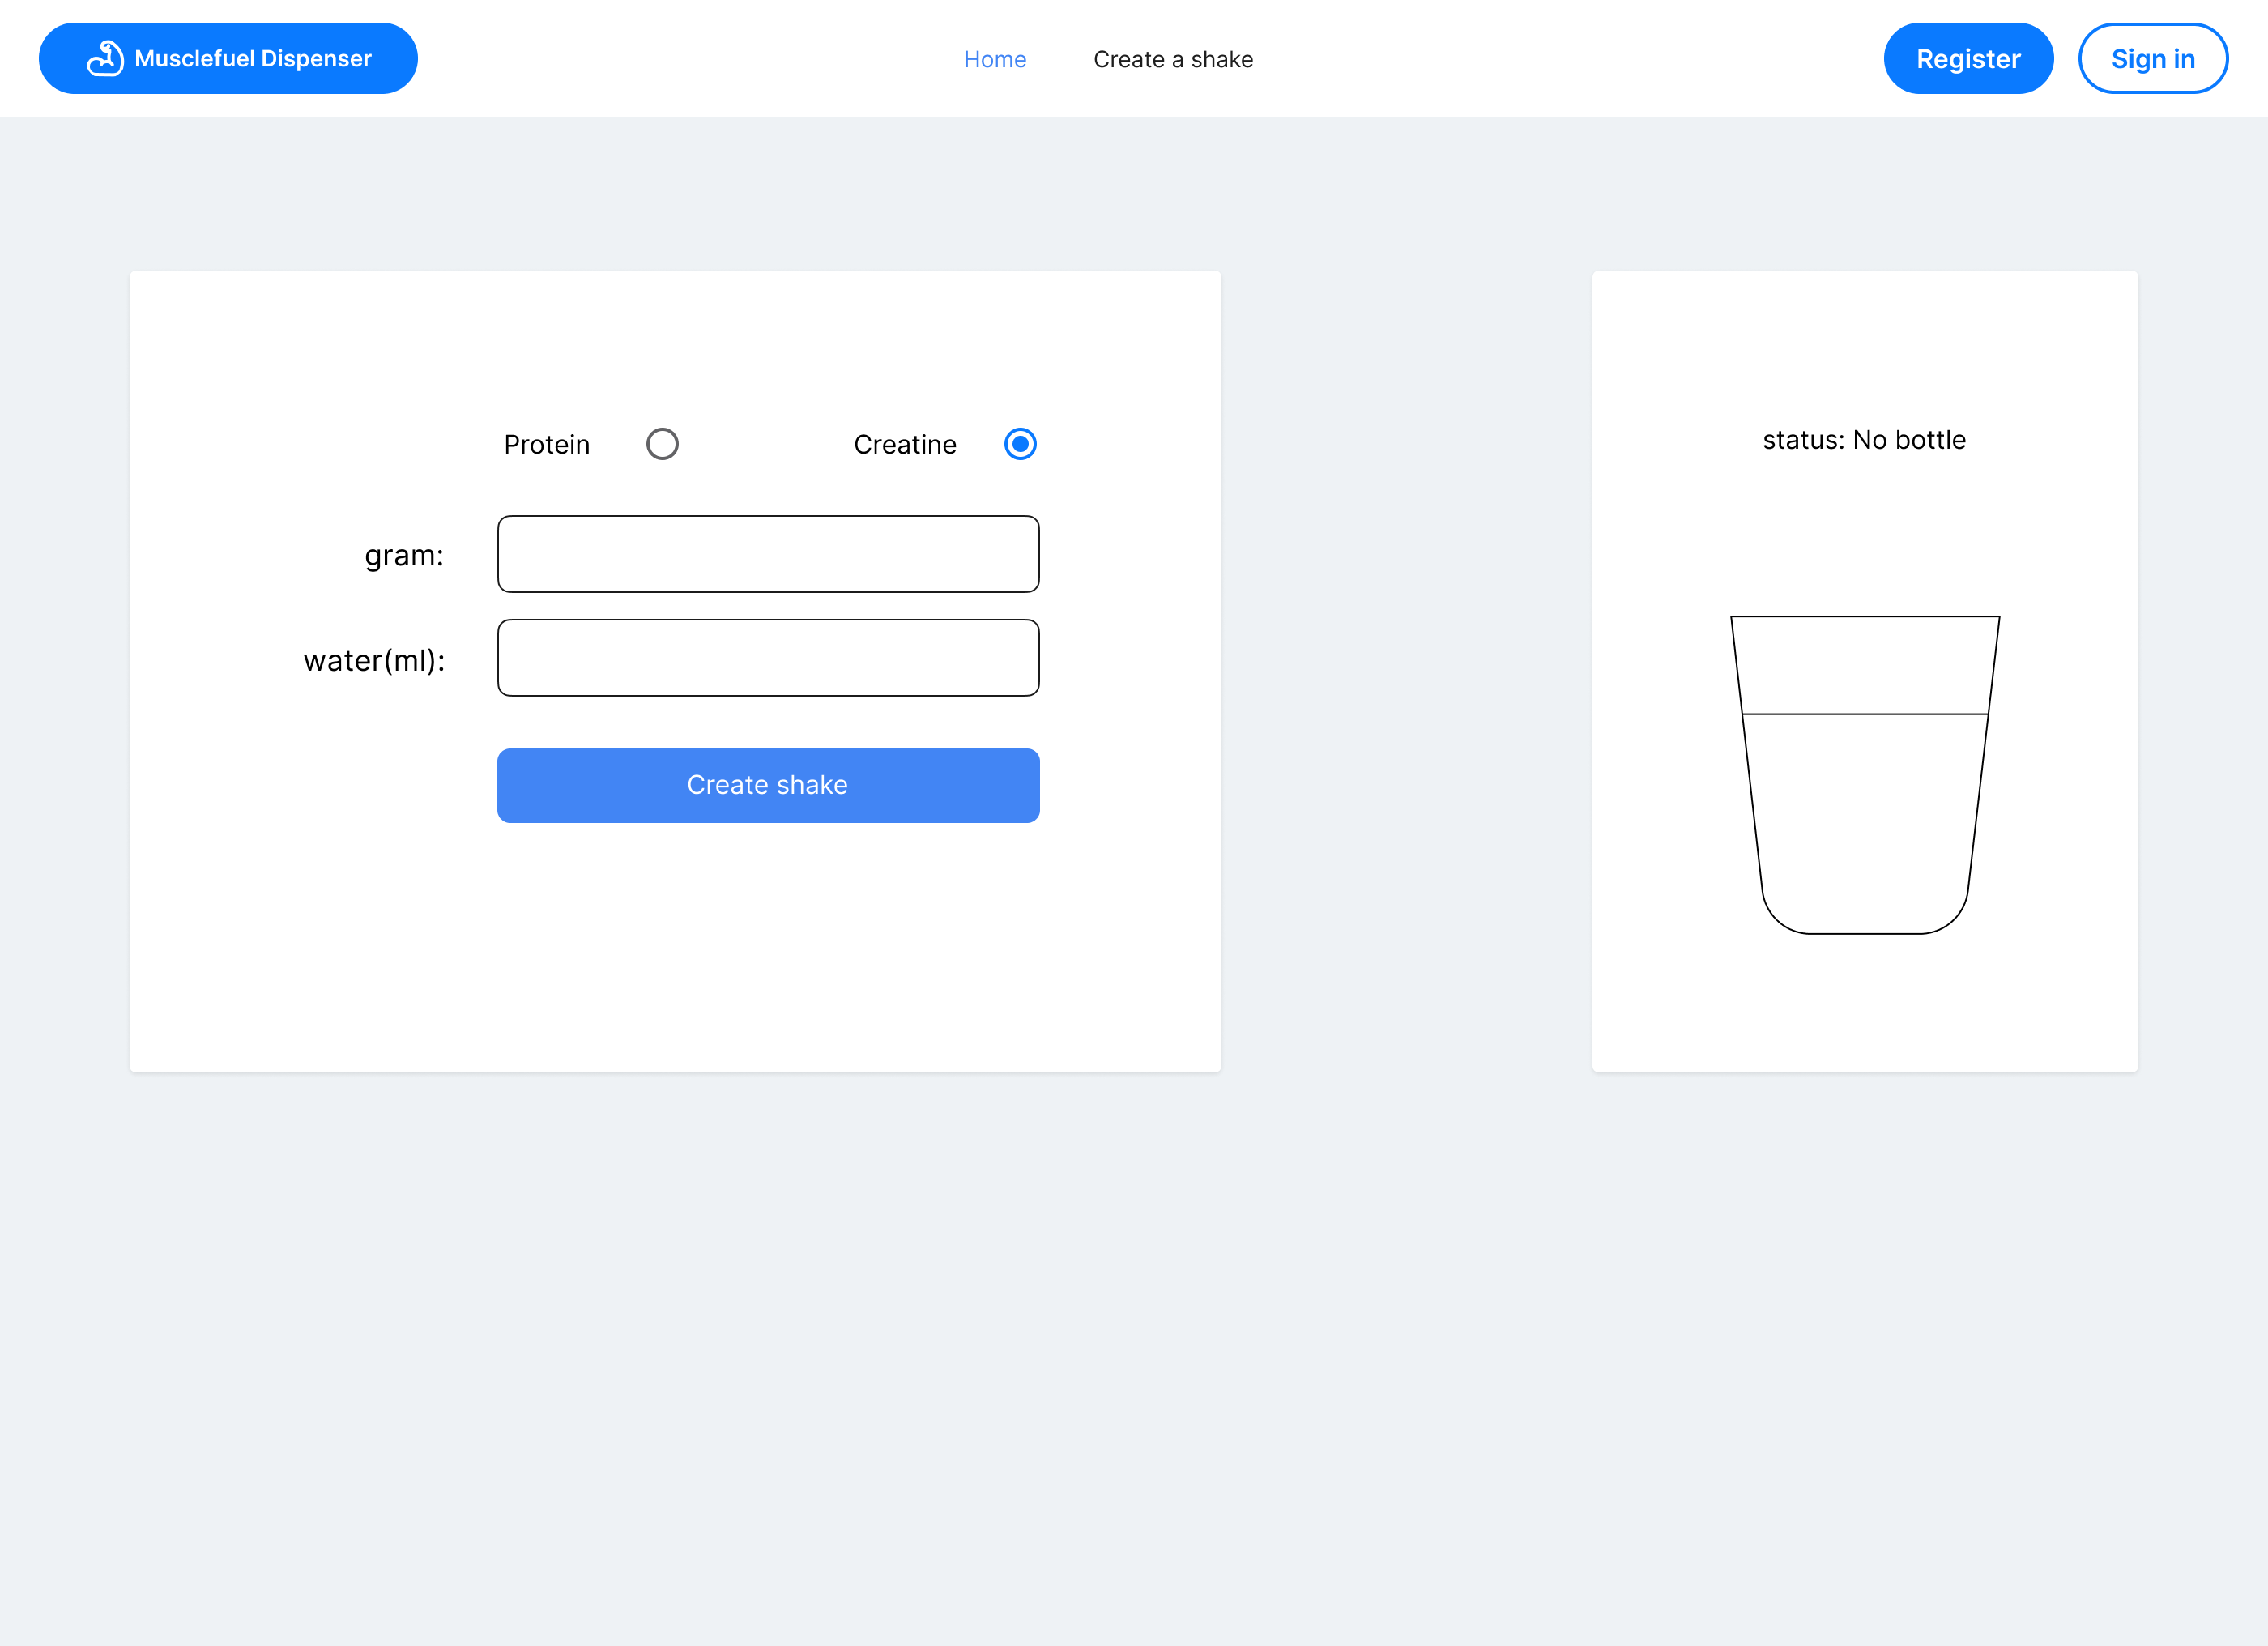 Musclefuel Dispenser
Home
Create a shake
Register
Sign in
Protein
Creatine
gram:
water(ml):
Create shake
status: No bottle